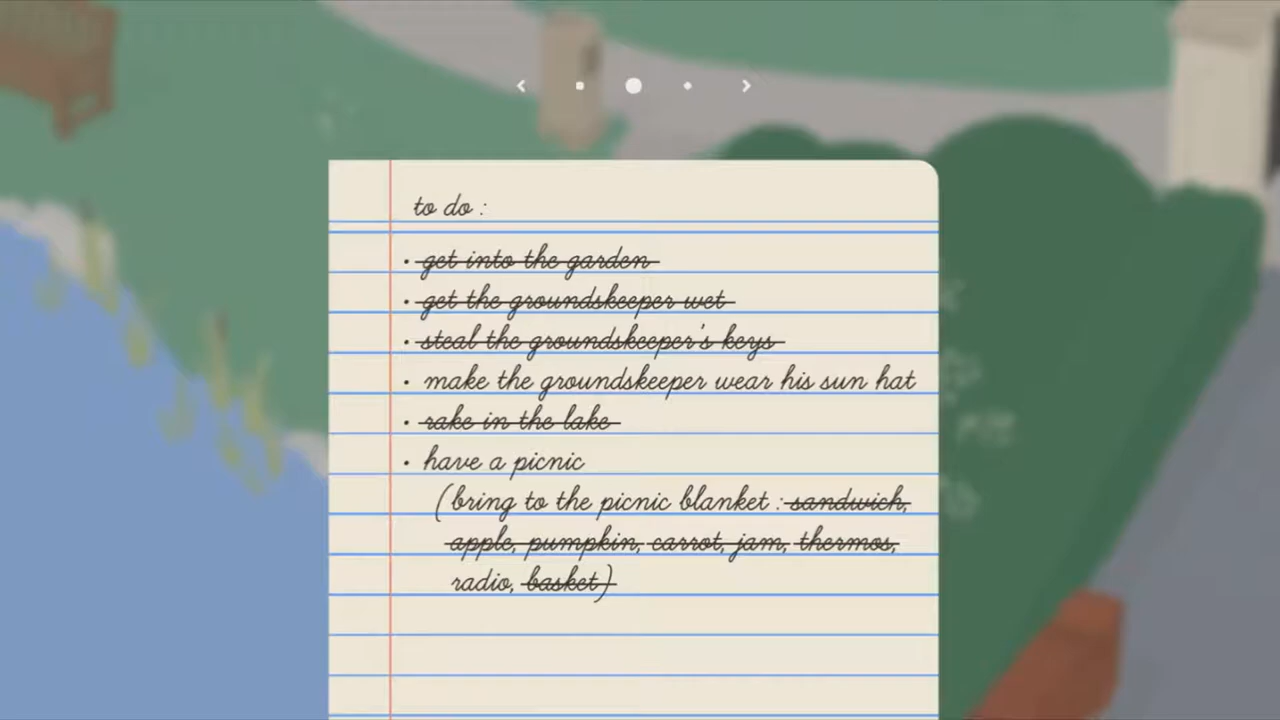 to do :
• get into the garden
• get the groundskeeper wet
• steal the groundskeeper's keys
• make the groundskeeper wear his sun hat
• rake in the lake
• have a picnic
(bring to the picnic blanket : sandwich,
apple, pumpkin, carrot, jam, thermos,
radio, basket)